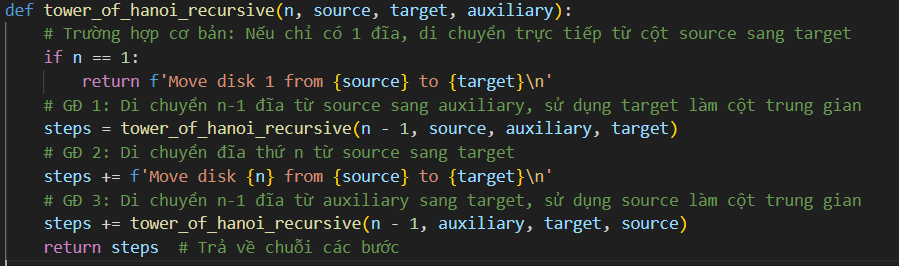 def tower_of_hanoi_recursive(n, source, target, auxiliary):
    # Trường hợp cơ bản: Nếu chỉ có 1 đĩa, di chuyển trực tiếp từ cột source sang target
    if n == 1:
        return f'Move disk 1 from {source} to {target}\n'
    # GĐ 1: Di chuyển n-1 đĩa từ source sang auxiliary, sử dụng target làm cột trung gian
    steps = tower_of_hanoi_recursive(n - 1, source, auxiliary, target)
    # GĐ 2: Di chuyển đĩa thứ n từ source sang target
    steps += f'Move disk {n} from {source} to {target}\n'
    # GĐ 3: Di chuyển n-1 đĩa từ auxiliary sang target, sử dụng source làm cột trung gian
    steps += tower_of_hanoi_recursive(n - 1, auxiliary, target, source)
    return steps  # Trả về chuỗi các bước